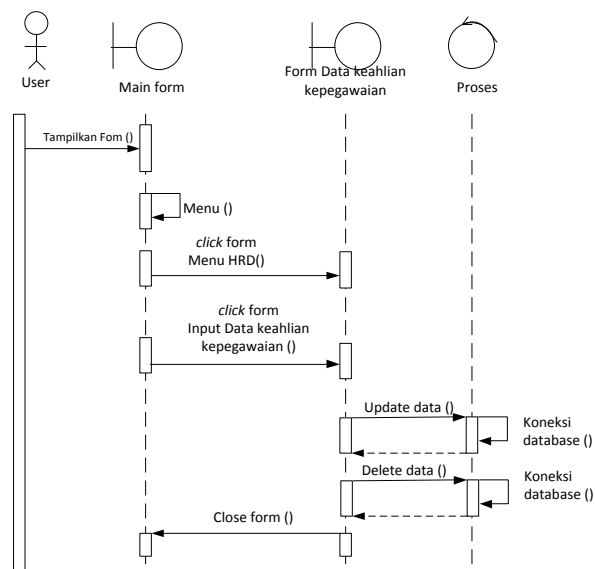 User
Main form
Form Data keahlian
kepegawaian
Proses
Tampilkan Fom ()
Menu ()
click form
Menu HRD()
click form
Input Data keahlian
kepegawaian ()
Update data ()
Koneksi
database ()
Delete data ()
Koneksi
database ()
Close form ()